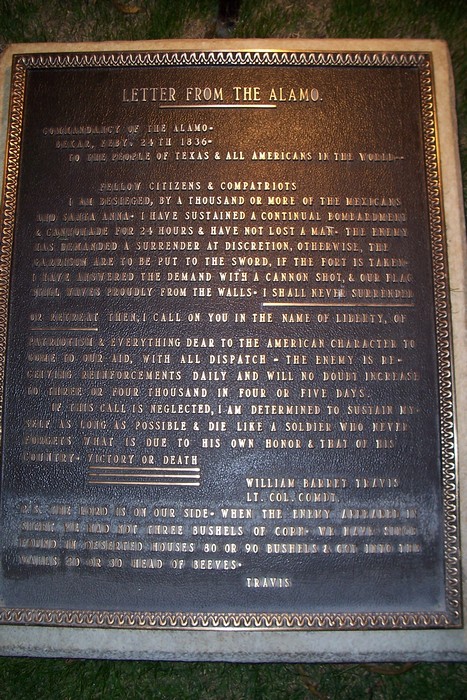 LETTER FROM THE ALAMO.
COMMANDANCY OF THE ALAMO-
BEXAR, FEBY. 24TH 1836-
TO THE PEOPLE OF TEXAS & ALL AMERICANS IN THE WORLD--
FELLOW CITIZENS & COMPATRIOTS
I AM BESIEGED, BY A THOUSAND OR MORE OF THE MEXICANS
AND SANTA ANNA- I HAVE SUSTAINED A CONTINUAL BOMBARDMENT
& CANNONADE FOR 24 HOURS & HAVE NOT LOST A MAN- THE ENEMY
HAS DEMANDED A SURRENDER AT DISCRETION, OTHERWISE, THE
GARRISON ARE TO BE PUT TO THE SWORD, IF THE FORT IS TAKEN-
I HAVE ANSWERED THE DEMAND WITH A CANNON SHOT, & OUR FLAG
STILL WAVES PROUDLY FROM THE WALLS- I SHALL NEVER SURRENDER
OR RETREAT THEN, I CALL ON YOU IN THE NAME OF LIBERTY, OF
PATRIOTISM & EVERYTHING DEAR TO THE AMERICAN CHARACTER TO
COME TO OUR AID, WITH ALL DISPATCH - THE ENEMY IS RE-
CEIVING REINFORCEMENTS DAILY AND WILL NO DOUBT INCREASE
TO THREE OR FOUR THOUSAND IN FOUR OR FIVE DAYS.
IF THIS CALL IS NEGLECTED, I AM DETERMINED TO SUSTAIN MY-
SELF AS LONG AS POSSIBLE & DIE LIKE A SOLDIER WHO NEVER
FORGETS WHAT IS DUE TO HIS OWN HONOR & THAT OF HIS
COUNTRY- VICTORY OR DEATH
WILLIAM BARRET TRAVIS
LT. COL. COMDT.
P.S. THE LORD IS ON OUR SIDE- WHEN THE ENEMY APPEARED IN
SIGHT WE HAD NOT THREE BUSHELS OF CORN- WE HAVE SINCE
FOUND IN DESERTED HOUSES 80 OR 90 BUSHELS & GOT INTO THE
WALLS 20 OR 30 HEAD OF BEEVES-
TRAVIS